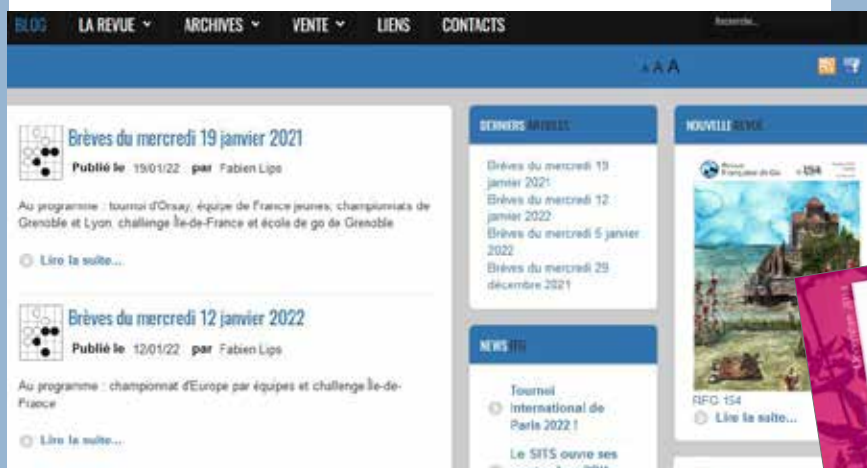 BLOG LA REVUE ARCHIVES VENTE LIENS CONTACTS
Recherche...
A A A
Brèves du mercredi 19 janvier 2021
Publié le 19/01/22 par Fabien Lips
Au programme : tournoi d'Orsay, équipe de France jeunes, championnats de
Grenoble et Lyon, challenge Île-de-France et école de go de Grenoble
Lire la suite...
Brèves du mercredi 12 janvier 2022
Publié le 12/01/22 par Fabien Lips
Au programme : championnat d'Europe par équipes et challenge Île-de-
France
Lire la suite...
DERNIERS ARTICLES
Brèves du mercredi 19
janvier 2021
Brèves du mercredi 12
janvier 2022
Brèves du mercredi 5 janvier
2022
Brèves du mercredi 29
décembre 2021
NEWS
Tournoi
International de
Paris 2022 !
Le SITS ouvre ses
NOUVELLE REVUE
Revue
Française de Go
n°154
RFG 154
Lire la suite...